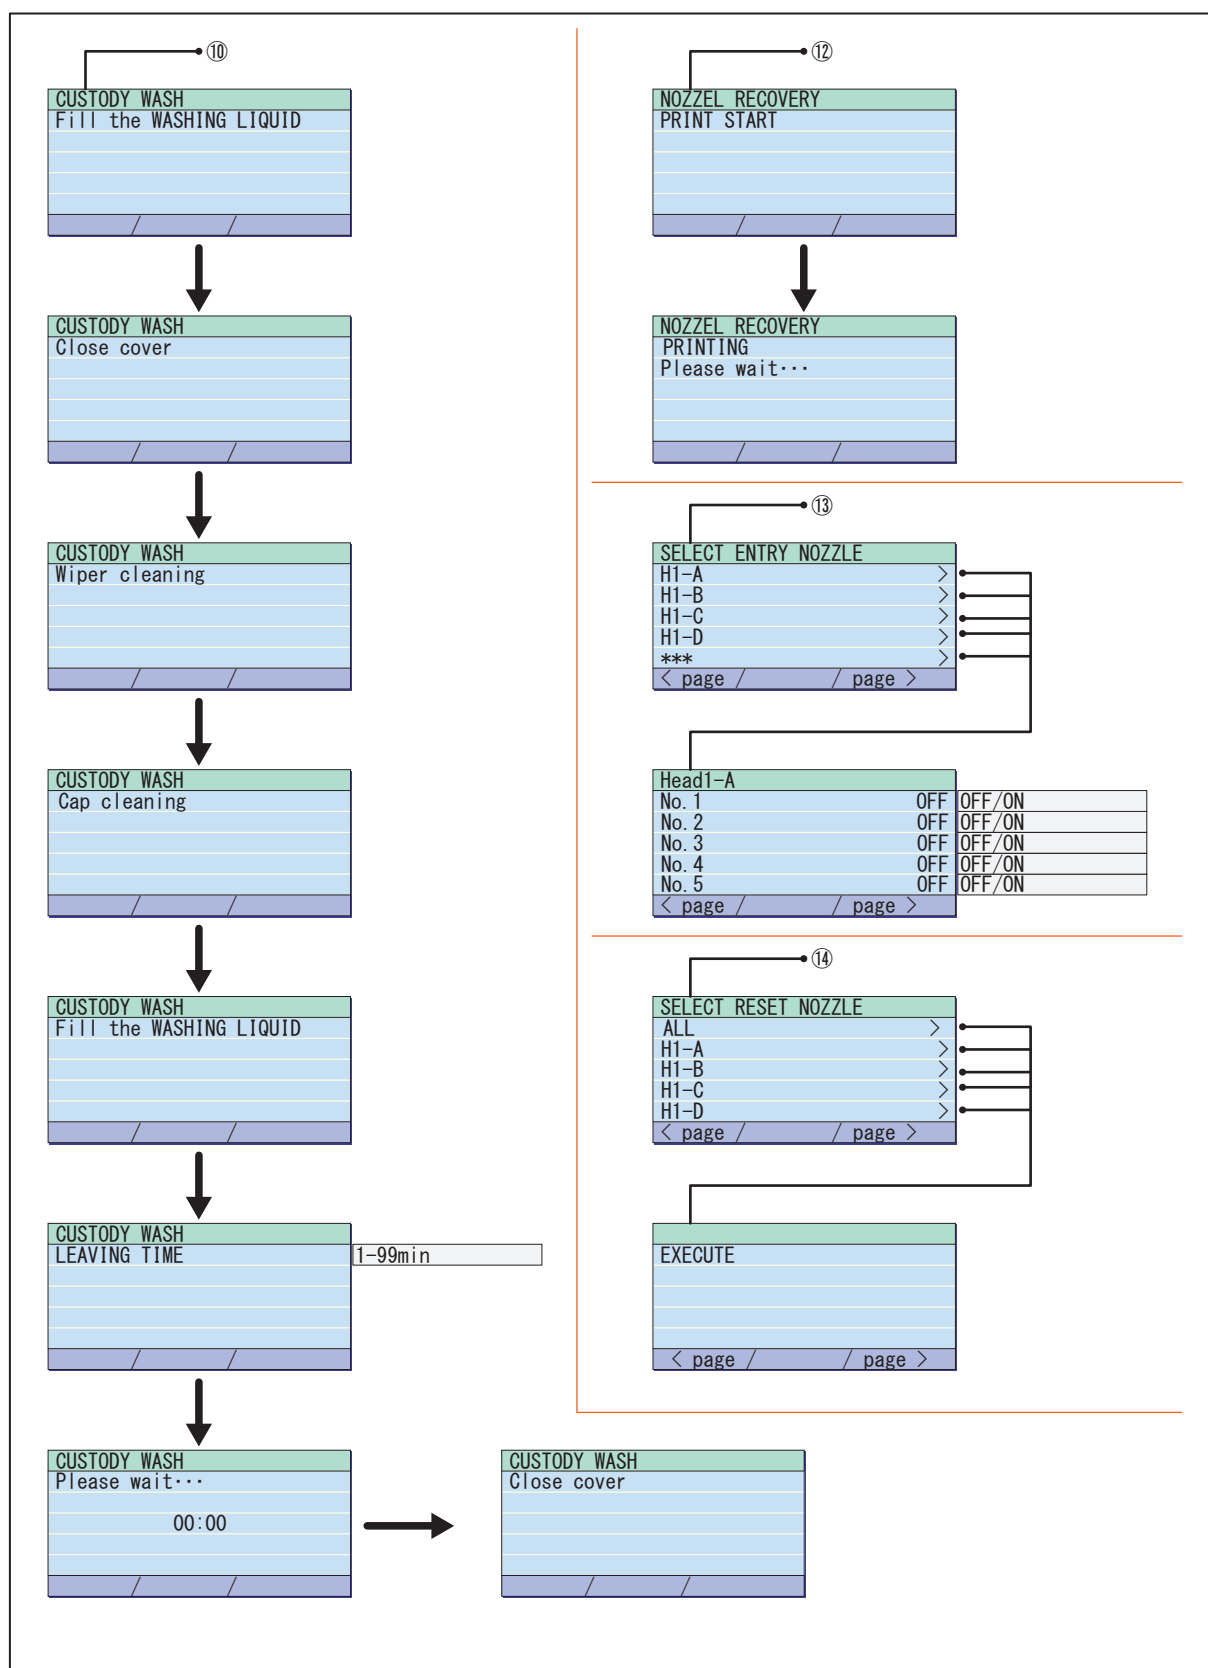 ⑩
CUSTODY WASH
Fill the WASHING LIQUID
/ /
CUSTODY WASH
Close cover
/ /
CUSTODY WASH
Wiper cleaning
/ /
CUSTODY WASH
Cap cleaning
/ /
CUSTODY WASH
Fill the WASHING LIQUID
/ /
CUSTODY WASH
LEAVING TIME 1-99min
/ /
CUSTODY WASH
Please wait···
00:00
/ /
CUSTODY WASH
Close cover
/ /
⑫
NOZZEL RECOVERY
PRINT START
/ /
NOZZEL RECOVERY
PRINTING
Please wait···
/ /
⑬
SELECT ENTRY NOZZLE
H1-A >
H1-B >
H1-C >
H1-D >
*** >
< page / / page >
Head1-A
No.1 OFF OFF/ON
No.2 OFF OFF/ON
No.3 OFF OFF/ON
No.4 OFF OFF/ON
No.5 OFF OFF/ON
< page / / page >
⑭
SELECT RESET NOZZLE
ALL >
H1-A >
H1-B >
H1-C >
H1-D >
< page / / page >
EXECUTE
< page / / page >